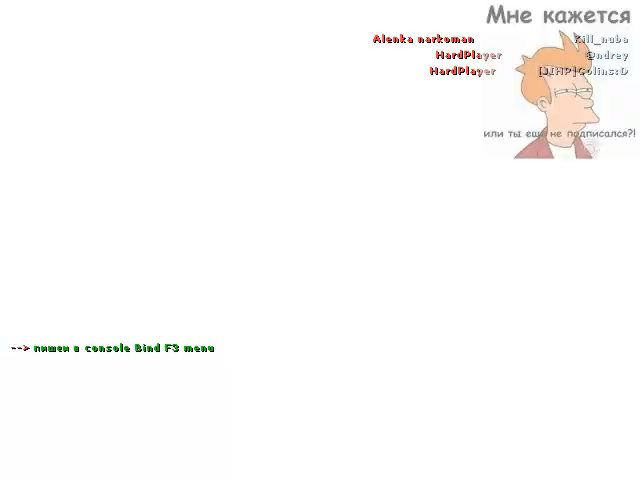 Мне кажется
Alenka narkoman Kill_nuba
HardPlayer @ndrey
HardPlayer Colins:D
или ты ещё не подписался?!
--> пишем в console Bind F3 menu